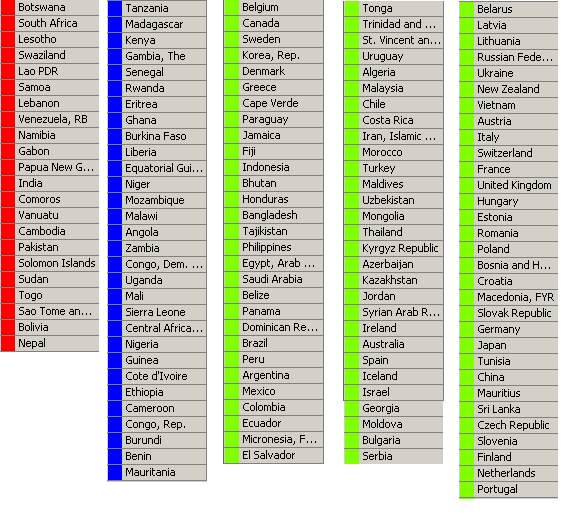 Botswana
South Africa
Lesotho
Swaziland
Lao PDR
Samoa
Lebanon
Venezuela, RB
Namibia
Gabon
Papua New G...
India
Comoros
Vanuatu
Cambodia
Pakistan
Solomon Islands
Sudan
Togo
Sao Tome an...
Bolivia
Nepal
Tanzania
Madagascar
Kenya
Gambia, The
Senegal
Rwanda
Eritrea
Ghana
Burkina Faso
Liberia
Equatorial Gui...
Niger
Mozambique
Malawi
Angola
Zambia
Congo, Dem. ...
Uganda
Mali
Sierra Leone
Central Africa...
Nigeria
Guinea
Cote d'Ivoire
Ethiopia
Cameroon
Congo, Rep.
Burundi
Benin
Mauritania
Belgium
Canada
Sweden
Korea, Rep.
Denmark
Greece
Cape Verde
Paraguay
Jamaica
Fiji
Indonesia
Bhutan
Honduras
Bangladesh
Tajikistan
Philippines
Egypt, Arab ...
Saudi Arabia
Belize
Panama
Dominican Re...
Brazil
Peru
Argentina
Mexico
Colombia
Ecuador
Micronesia, F...
El Salvador
Tonga
Trinidad and ...
St. Vincent an...
Uruguay
Algeria
Malaysia
Chile
Costa Rica
Iran, Islamic ...
Morocco
Turkey
Maldives
Uzbekistan
Mongolia
Thailand
Kyrgyz Republic
Azerbaijan
Kazakhstan
Jordan
Syrian Arab R...
Ireland
Australia
Spain
Iceland
Israel
Georgia
Moldova
Bulgaria
Serbia
Belarus
Latvia
Lithuania
Russian Fede...
Ukraine
New Zealand
Vietnam
Austria
Italy
Switzerland
France
United Kingdom
Hungary
Estonia
Romania
Poland
Bosnia and H...
Croatia
Macedonia, FYR
Slovak Republic
Germany
Japan
Tunisia
China
Mauritius
Sri Lanka
Czech Republic
Slovenia
Finland
Netherlands
Portugal